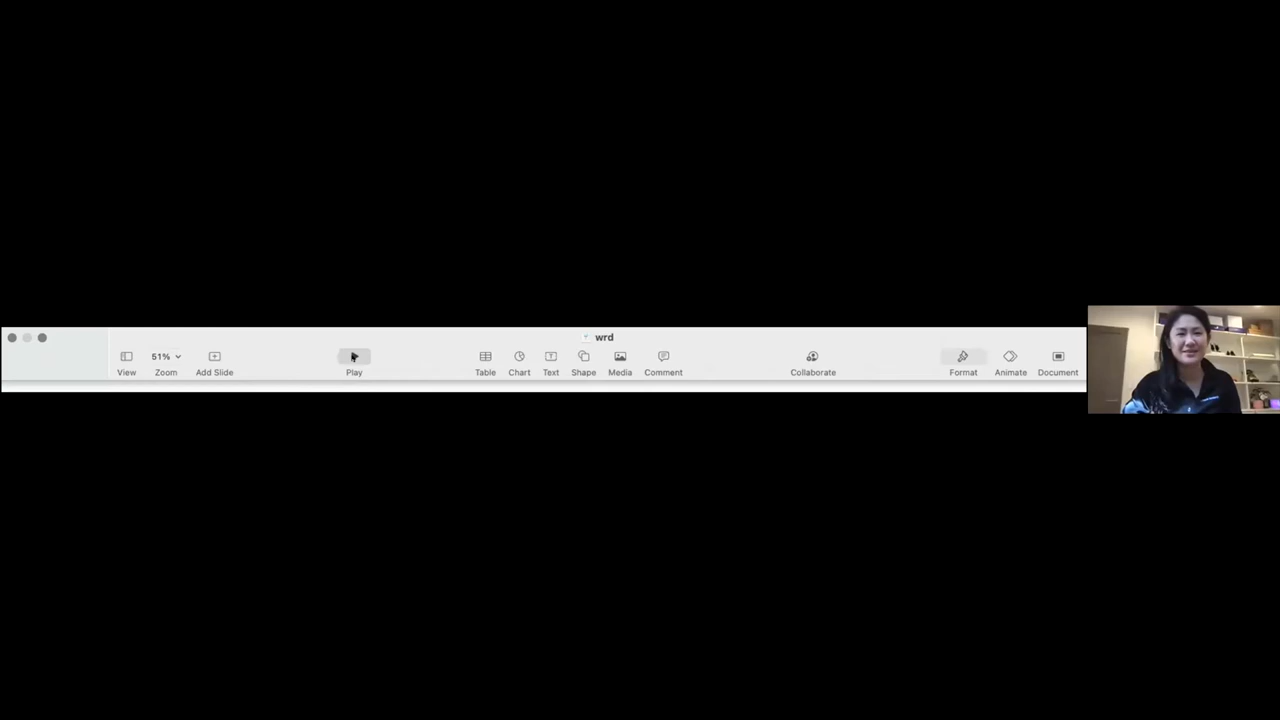 wrd
51%
View Zoom Add Slide Play Table Chart Text Shape Media Comment Collaborate Format Animate Document